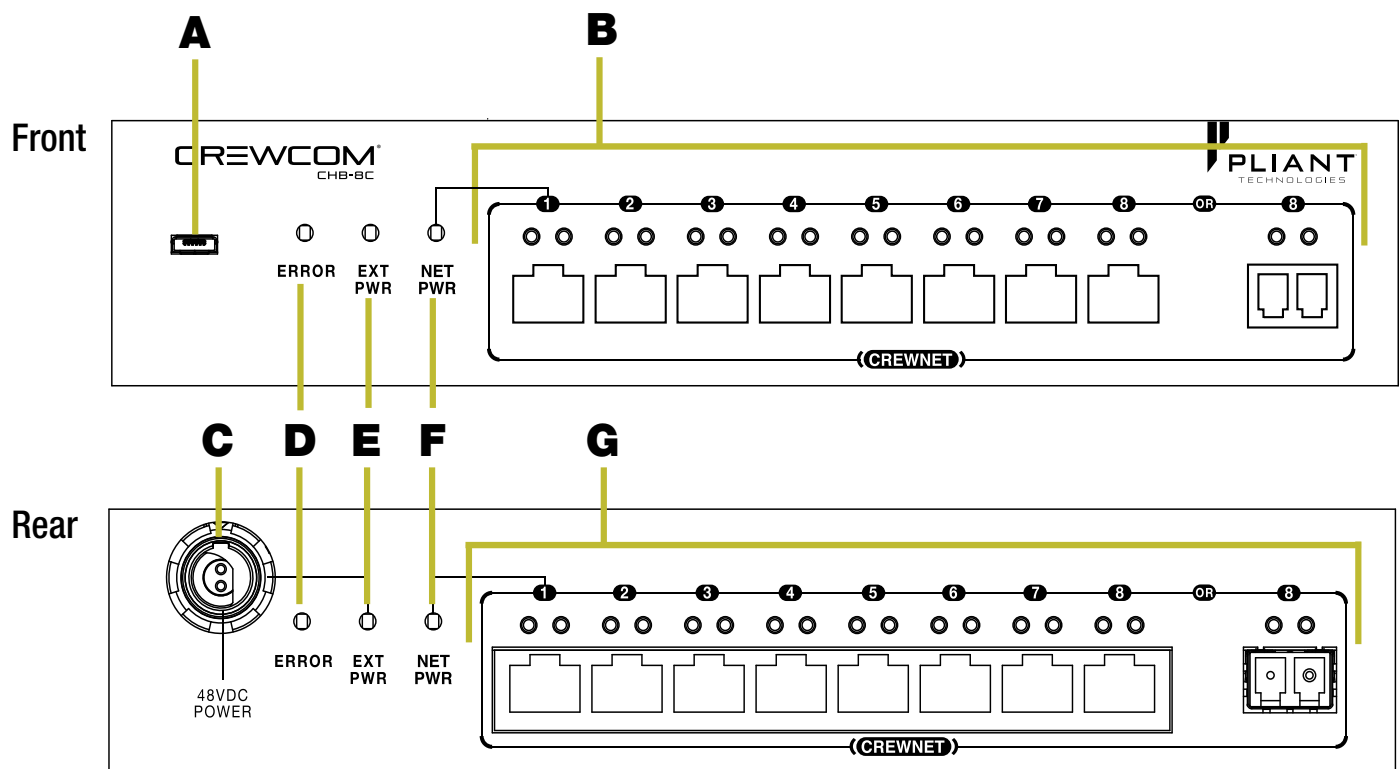 A
B
Front
CREWCOM®
CHB-8C
PLIANT
TECHNOLOGIES
1 2 3 4 5 6 7 8 OR 8
ERROR
EXT PWR
NET PWR
CREWNET
C
D
E
F
G
Rear
1 2 3 4 5 6 7 8 OR 8
ERROR
EXT PWR
NET PWR
48VDC
POWER
CREWNET